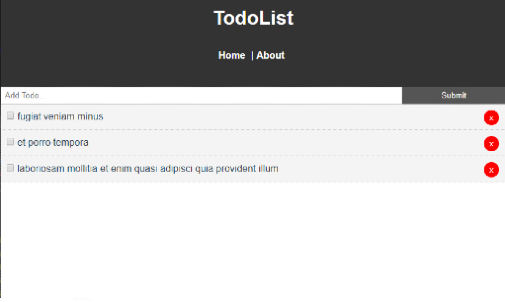 TodoList
Home | About
Add Todo... Submit
fugiat veniam minus x
et porro tempora x
laboriosam mollitia et enim quasi adipisci quia provident illum x